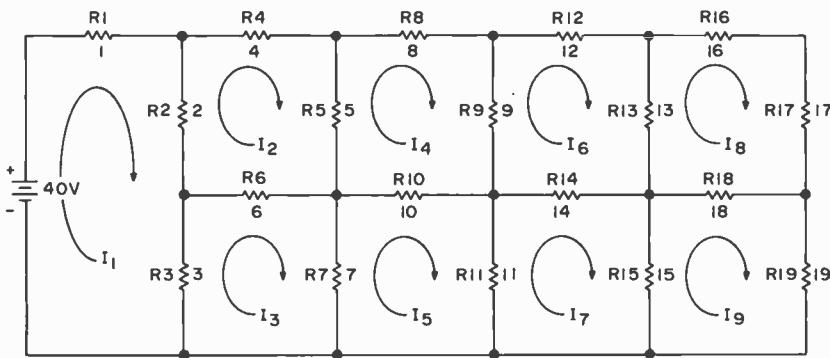 R1 R4 R8 R12 R16
1 4 8 12 16
R2 2 R5 5 R9 9 R13 13 R17 17
I2 I4 I6 I8
+
40V
-
R6 R10 R14 R18
6 10 14 18
I1
R3 3 R7 7 R11 11 R15 15 R19 19
I3 I5 I7 I9